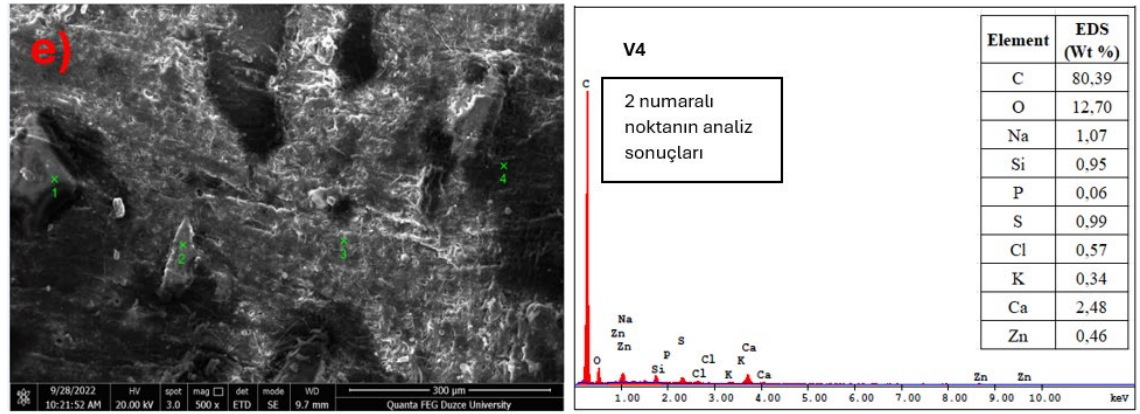 e)
1
2
3
4
9/28/2022 HV spot mag □ det mode WD 300 µm
10:21:52 AM 20.00 kV 3.0 500 x ETD SE 9.7 mm Quanta FEG Duzce University
V4
2 numaralı
noktanın analiz
sonuçları
Element EDS (Wt %)
C 80,39
O 12,70
Na 1,07
Si 0,95
P 0,06
S 0,99
Cl 0,57
K 0,34
Ca 2,48
Zn 0,46
C
O
Zn
Na
Zn
Si
P
S
Cl
Cl
K
K
Ca
Ca
Zn
Zn
1.00 2.00 3.00 4.00 5.00 6.00 7.00 8.00 9.00 10.00 keV